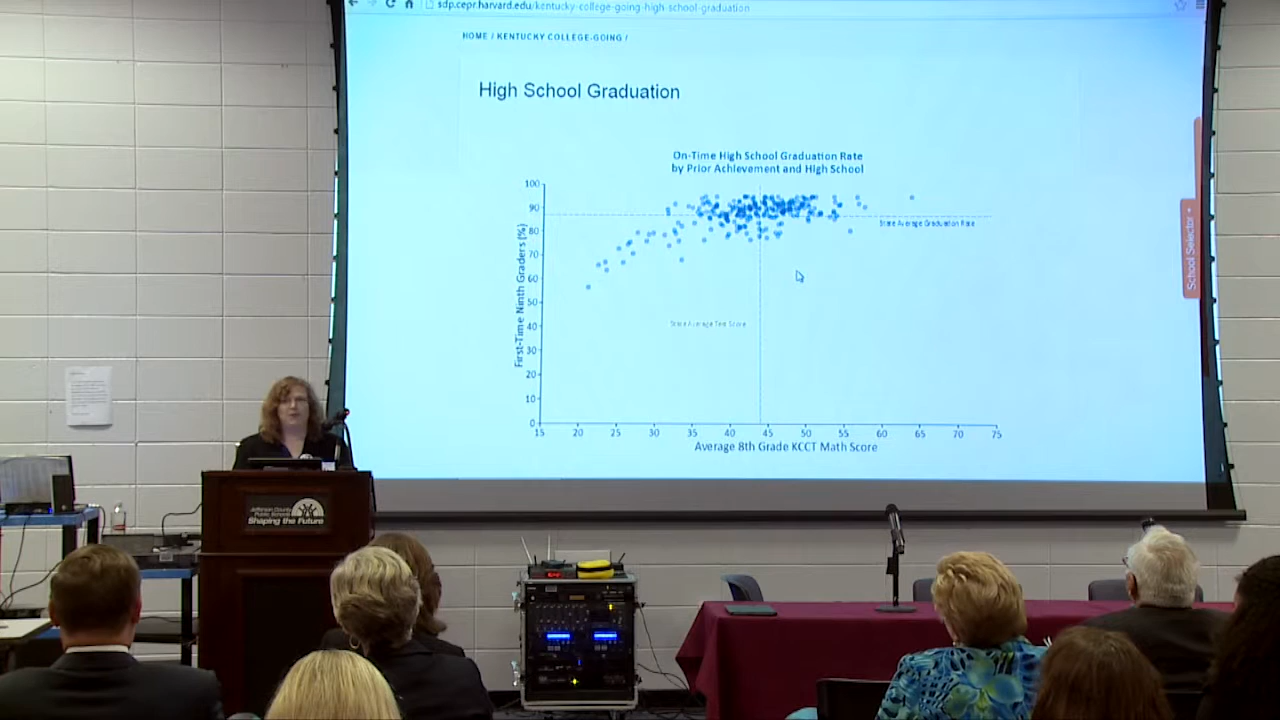 sdp.cepr.harvard.edu/kentucky-college-going-high-school-graduation
HOME / KENTUCKY COLLEGE-GOING /
High School Graduation
On-Time High School Graduation Rate
by Prior Achievement and High School
100
90
80
70
60
50
40
30
20
10
0
First-Time Ninth Graders (%)
State Average Graduation Rate
State Average Test Score
15 20 25 30 35 40 45 50 55 60 65 70 75
Average 8th Grade KCCT Math Score
School Selector
Jefferson County
Public Schools
Shaping the Future